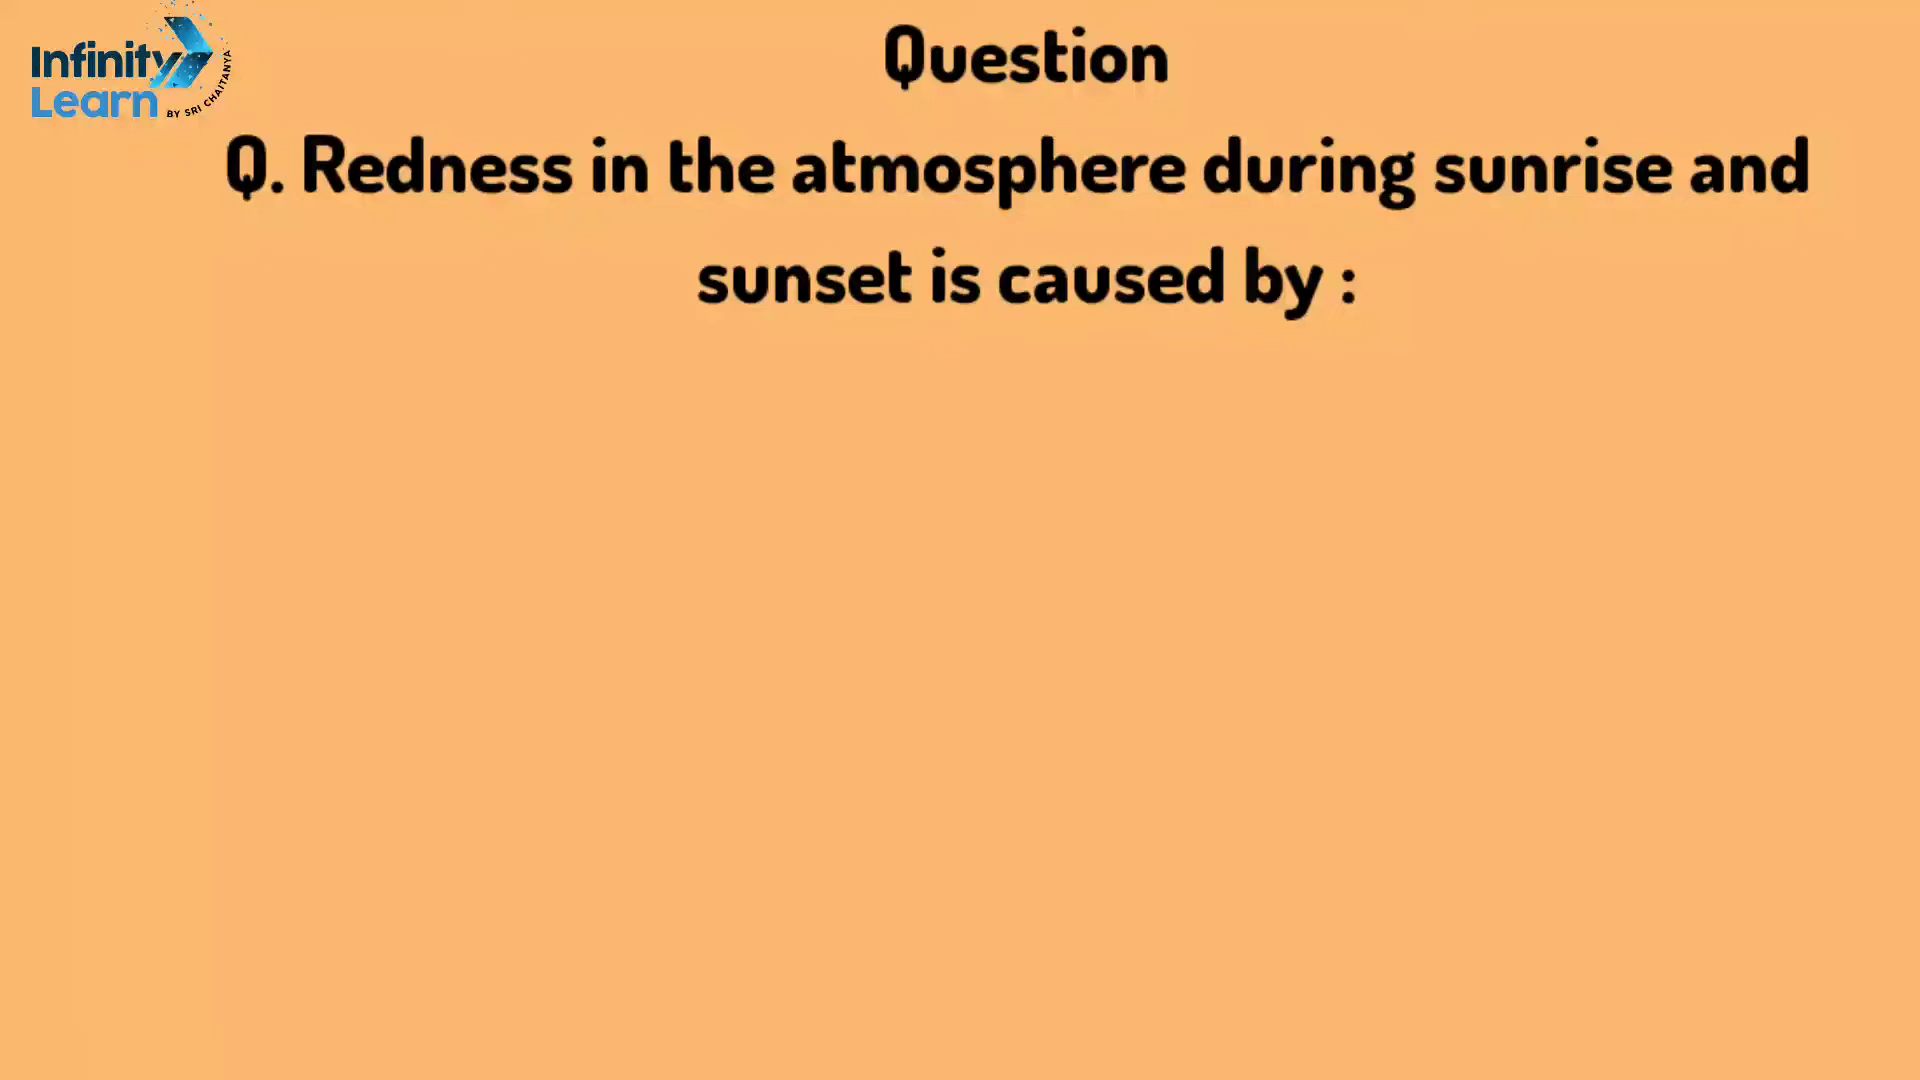 Infinity
Learn
BY SRI CHAITANYA
Question
Q. Redness in the atmosphere during sunrise and
sunset is caused by :